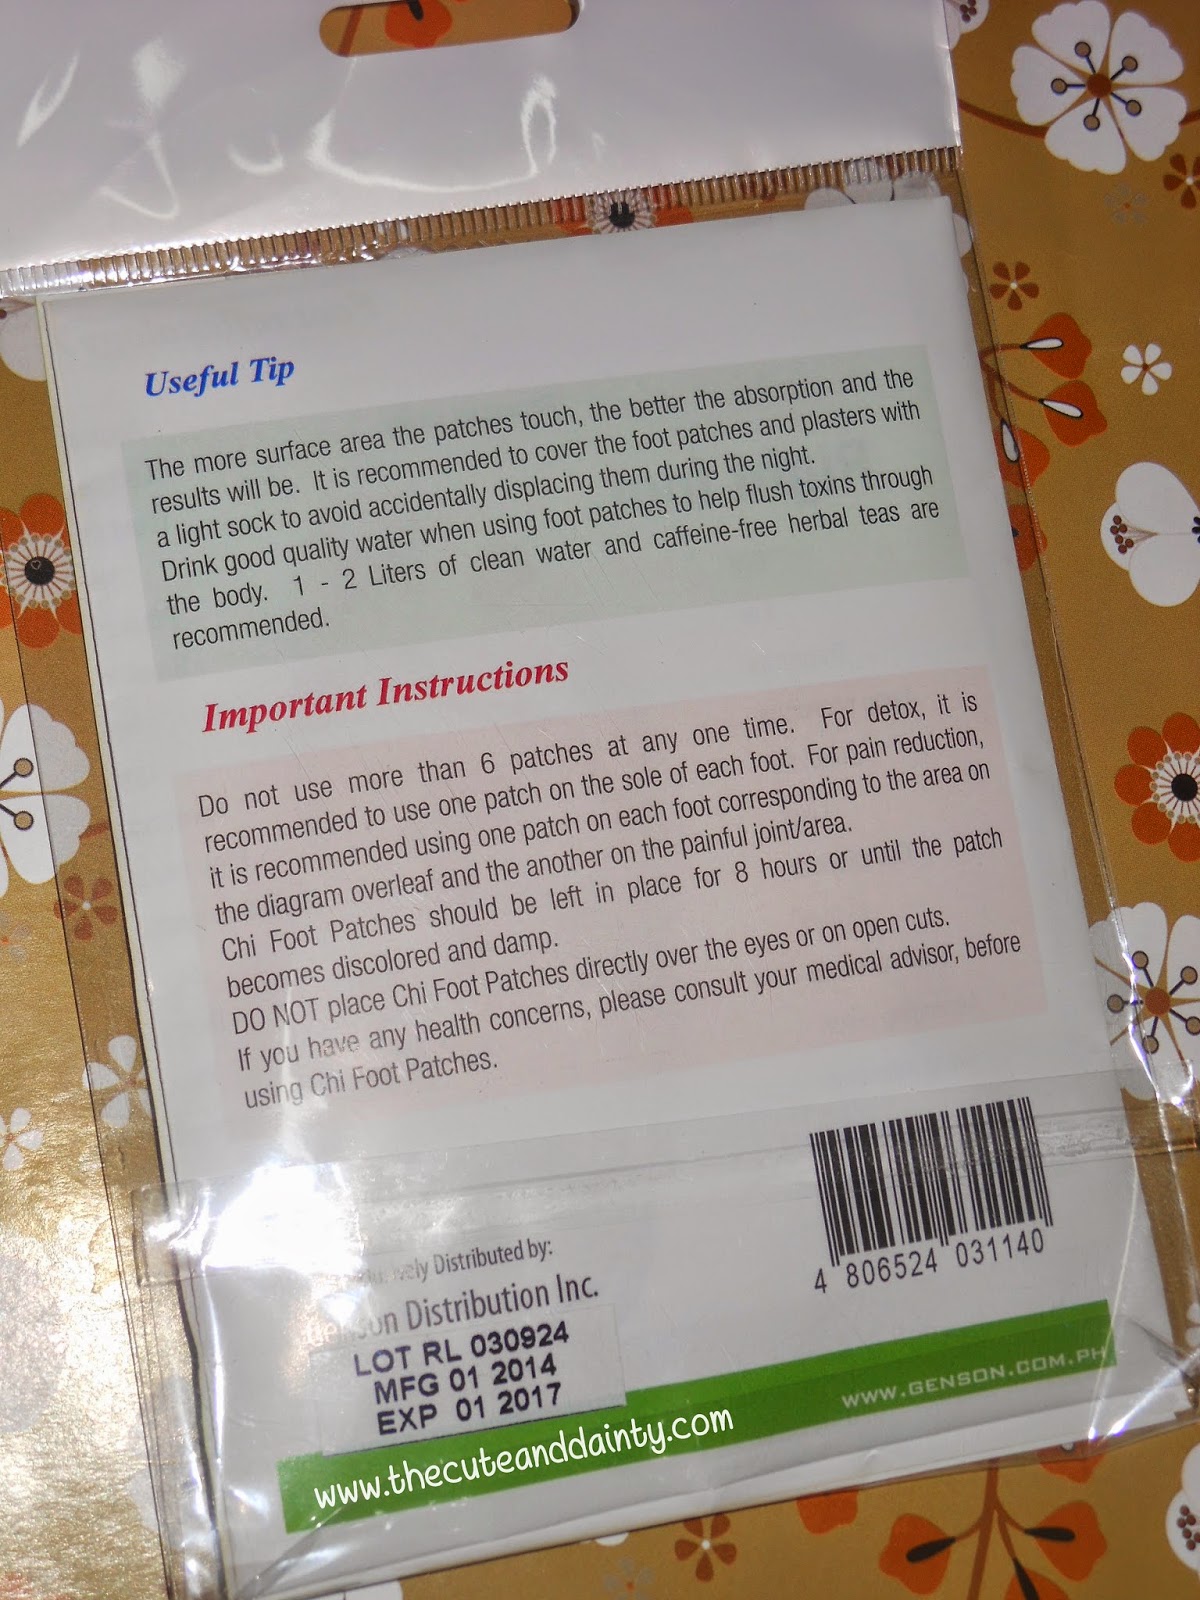 Useful Tip
The more surface area the patches touch, the better the absorption and the
results will be. It is recommended to cover the foot patches and plasters with
a light sock to avoid accidentally displacing them during the night.
Drink good quality water when using foot patches to help flush toxins through
the body. 1 - 2 Liters of clean water and caffeine-free herbal teas are
recommended.
Important Instructions
Do not use more than 6 patches at any one time. For detox, it is
recommended to use one patch on the sole of each foot. For pain reduction,
it is recommended using one patch on each foot corresponding to the area on
the diagram overleaf and the another on the painful joint/area.
Chi Foot Patches should be left in place for 8 hours or until the patch
becomes discolored and damp.
DO NOT place Chi Foot Patches directly over the eyes or on open cuts.
If you have any health concerns, please consult your medical advisor, before
using Chi Foot Patches.
Distributed by:
Genson Distribution Inc.
LOT RL 030924
MFG 01 2014
EXP 01 2017
4 806524 031140
WWW.GENSON.COM.PH
www.thecuteanddainty.com